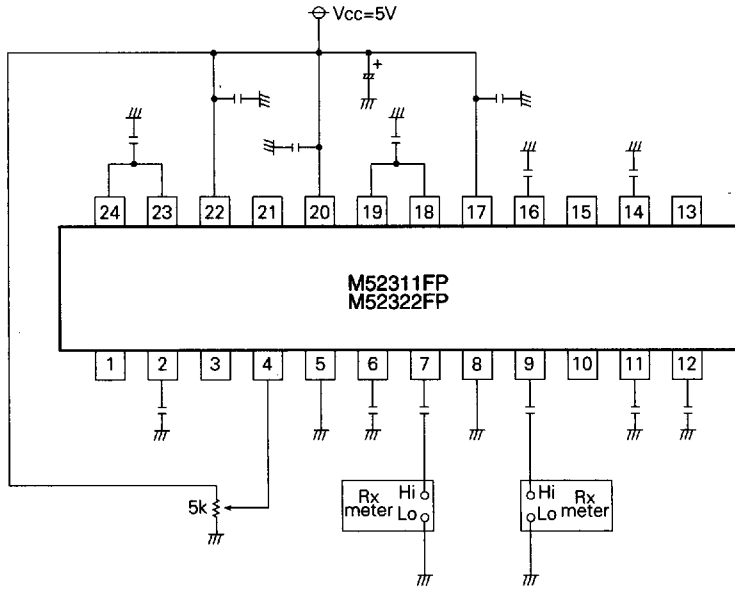 Vcc=5V
+
24 23 22 21 20 19 18 17 16 15 14 13
M52311FP
M52322FP
1 2 3 4 5 6 7 8 9 10 11 12
5k
Rx meter Hi Lo
Hi Lo Rx meter